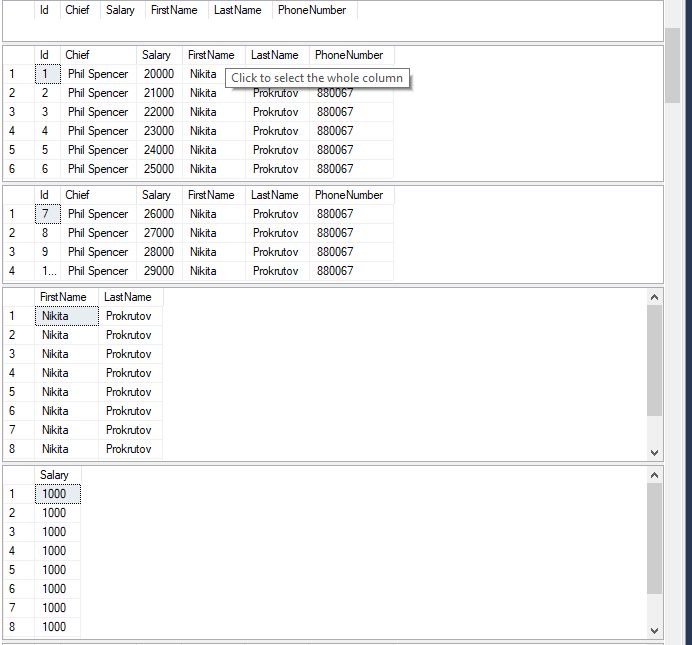 Id Chief Salary FirstName LastName PhoneNumber
Id Chief Salary FirstName LastName PhoneNumber
1 1 Phil Spencer 20000 Nikita
Click to select the whole column
2 2 Phil Spencer 21000 Nikita Prokrutov 880067
3 3 Phil Spencer 22000 Nikita Prokrutov 880067
4 4 Phil Spencer 23000 Nikita Prokrutov 880067
5 5 Phil Spencer 24000 Nikita Prokrutov 880067
6 6 Phil Spencer 25000 Nikita Prokrutov 880067
Id Chief Salary FirstName LastName PhoneNumber
1 7 Phil Spencer 26000 Nikita Prokrutov 880067
2 8 Phil Spencer 27000 Nikita Prokrutov 880067
3 9 Phil Spencer 28000 Nikita Prokrutov 880067
4 1... Phil Spencer 29000 Nikita Prokrutov 880067
FirstName LastName
1 Nikita Prokrutov
2 Nikita Prokrutov
3 Nikita Prokrutov
4 Nikita Prokrutov
5 Nikita Prokrutov
6 Nikita Prokrutov
7 Nikita Prokrutov
8 Nikita Prokrutov
Salary
1 1000
2 1000
3 1000
4 1000
5 1000
6 1000
7 1000
8 1000